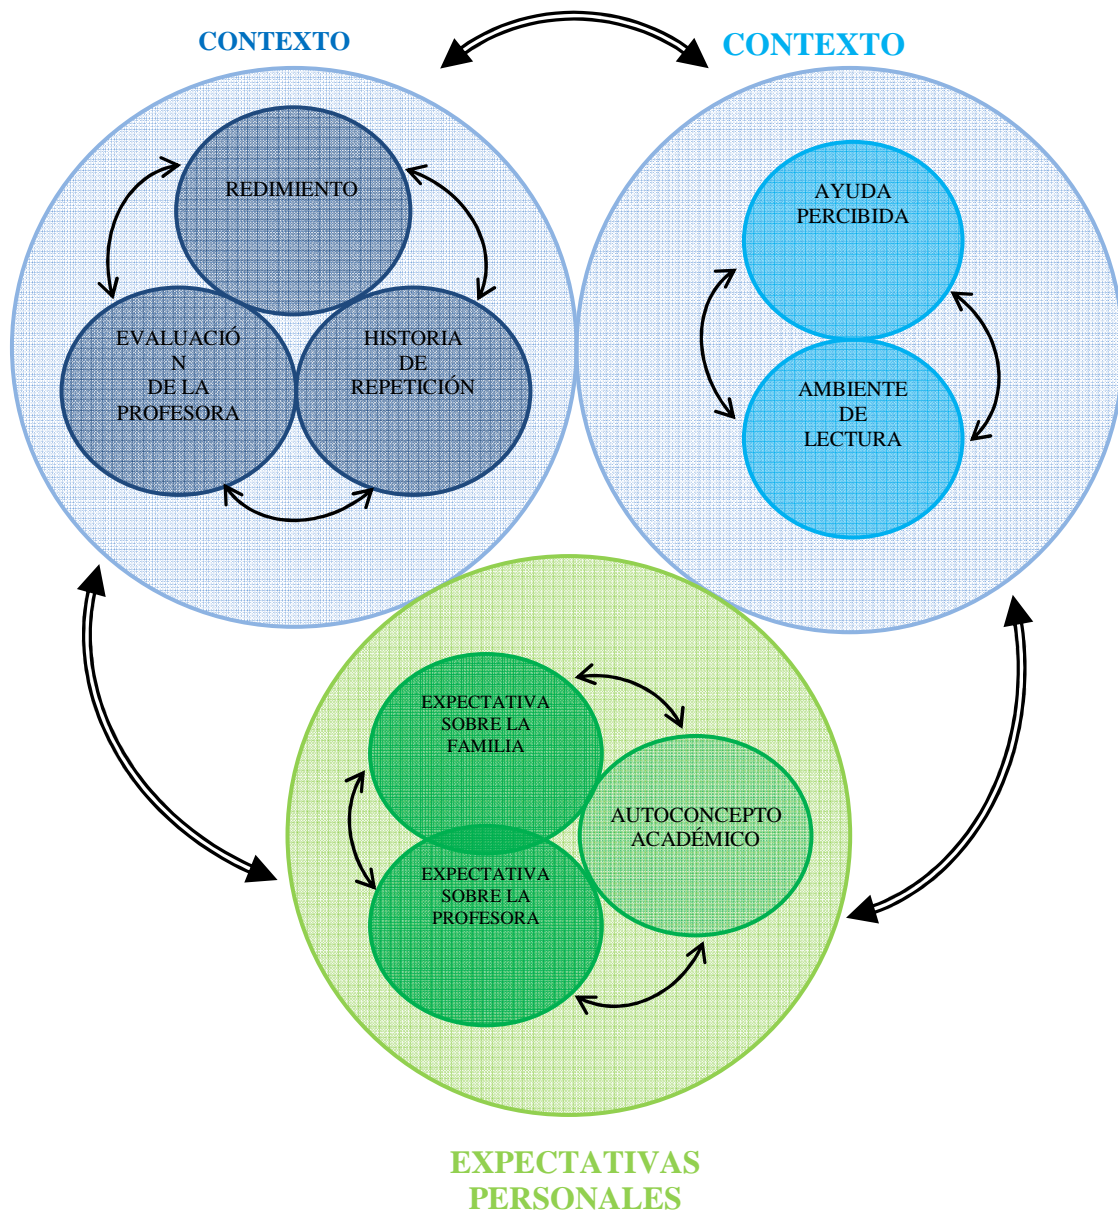 CONTEXTO
REDIMIENTO
EVALUACIÓ
N
DE LA
PROFESORA
HISTORIA
DE
REPETICIÓN
CONTEXTO
AYUDA
PERCIBIDA
AMBIENTE
DE
LECTURA
EXPECTATIVA
SOBRE LA
FAMILIA
AUTOCONCEPTO
ACADÉMICO
EXPECTATIVA
SOBRE LA
PROFESORA
EXPECTATIVAS
PERSONALES